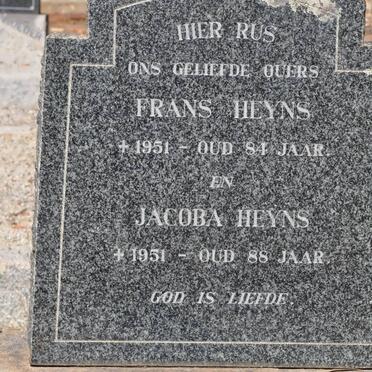 HIER RUS
ONS GELIEFDE OUERS
FRANS HEYNS
+ 1951 - OUD 84 JAAR.
EN
JACOBA HEYNS
+ 1951 - OUD 88 JAAR.
GOD IS LIEFDE.